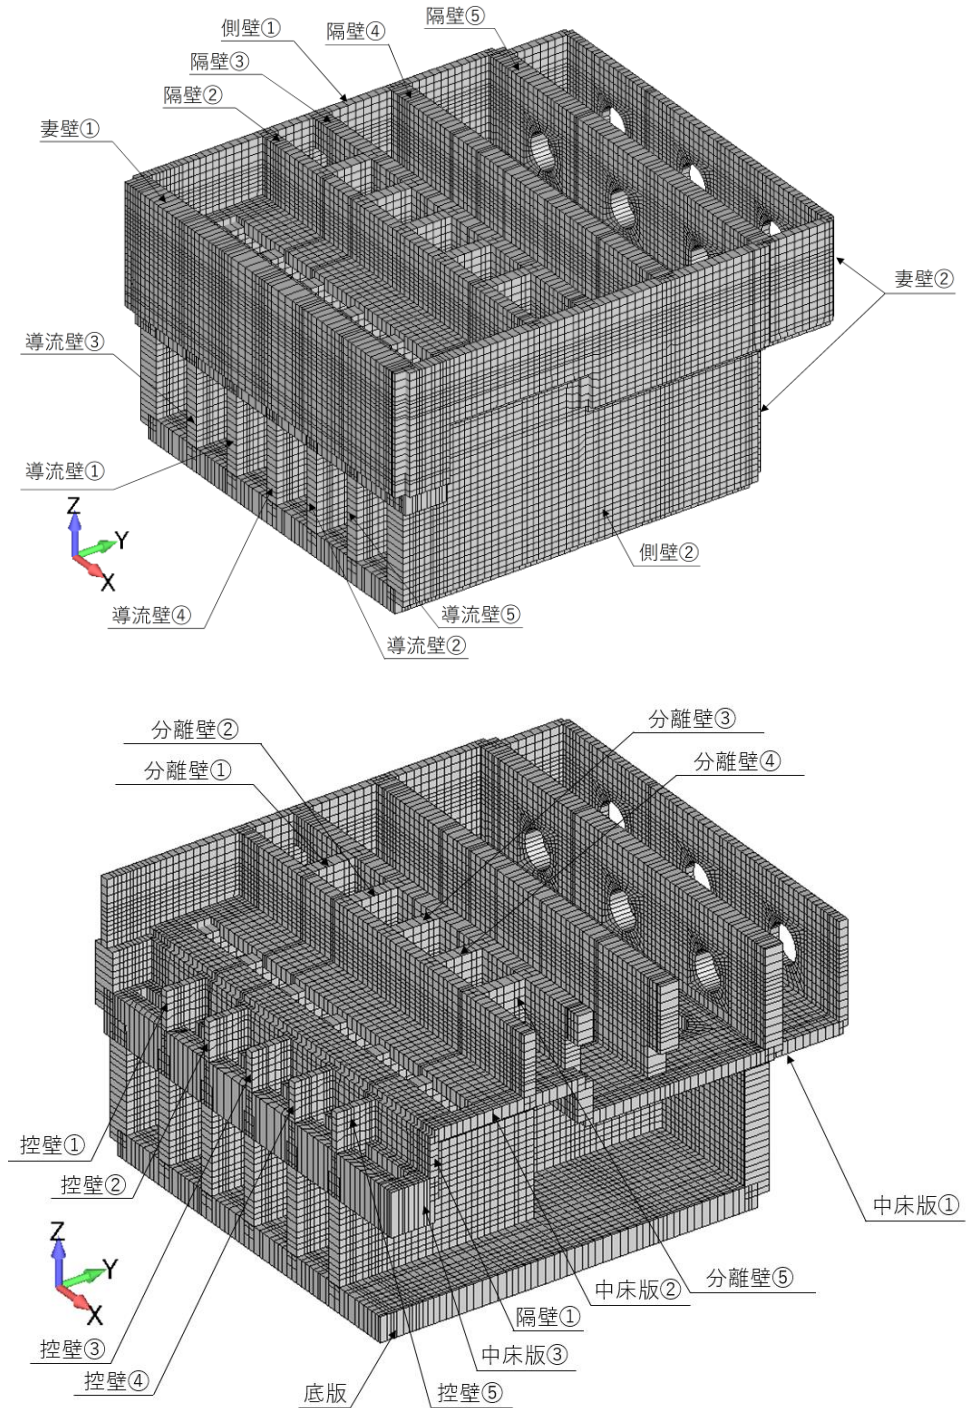 隔壁⑤
側壁①
隔壁④
隔壁③
隔壁②
妻壁①
妻壁②
導流壁③
導流壁①
Z
Y
X
側壁②
導流壁④
導流壁⑤
導流壁②
分離壁③
分離壁②
分離壁④
分離壁①
控壁①
控壁②
中床版①
Z
Y
X
分離壁⑤
中床版②
隔壁①
控壁③
中床版③
控壁④
底版
控壁⑤